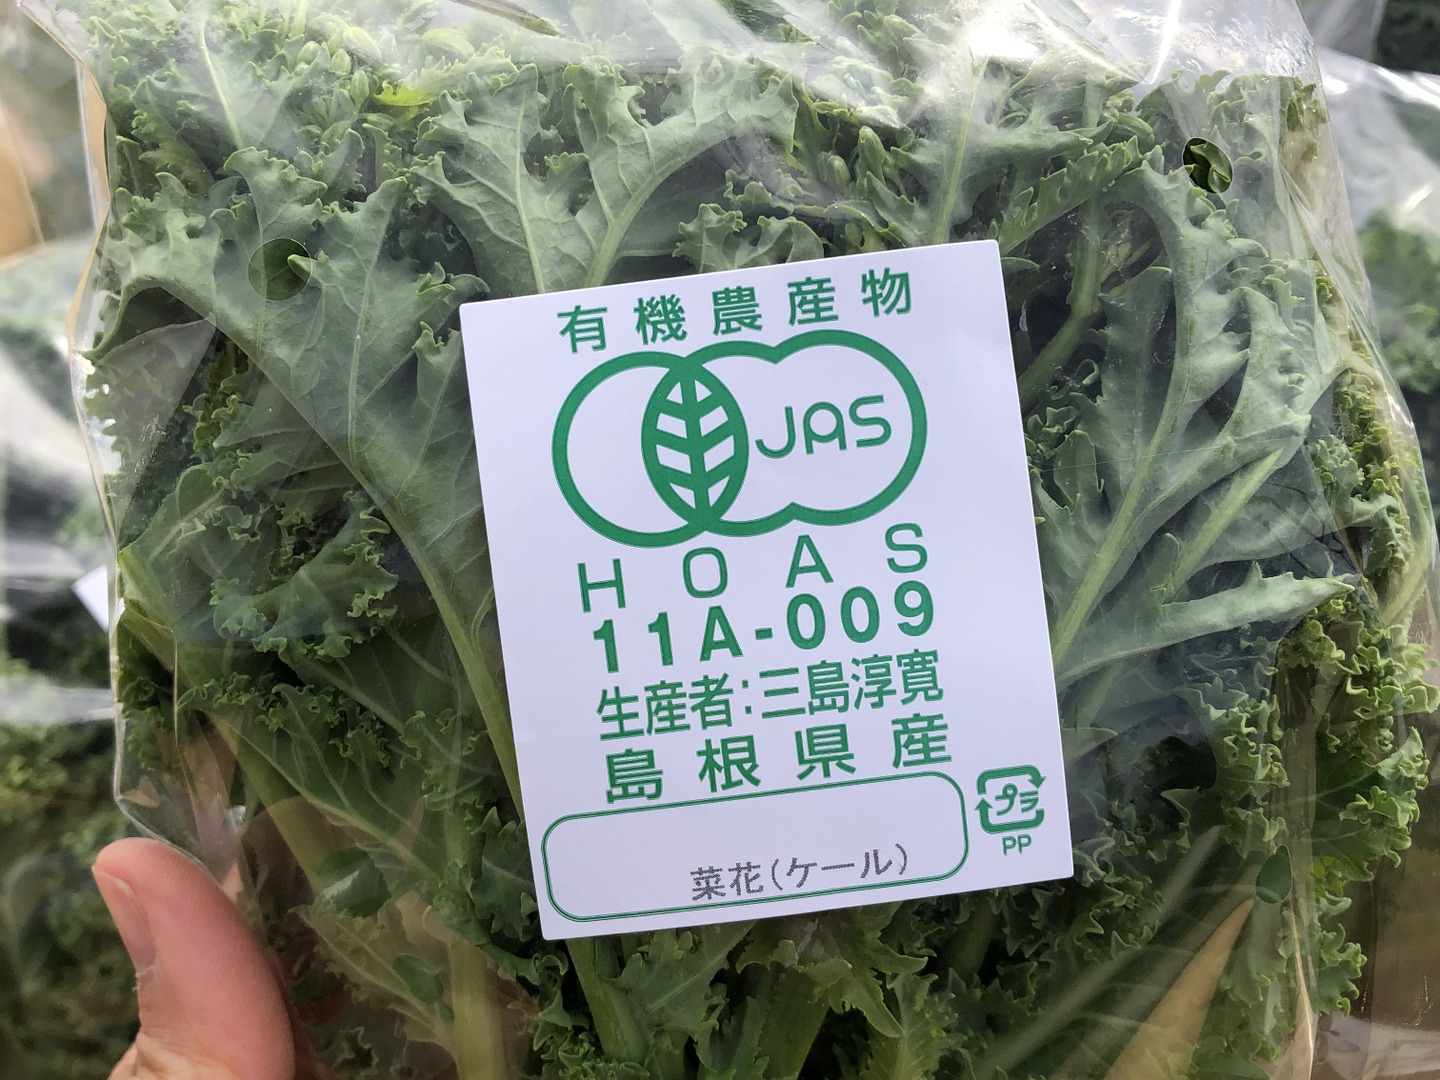 有機農産物
JAS
HOAS
11A-009
生産者:三島淳寛
島根県産
プラ
PP
菜花(ケール)